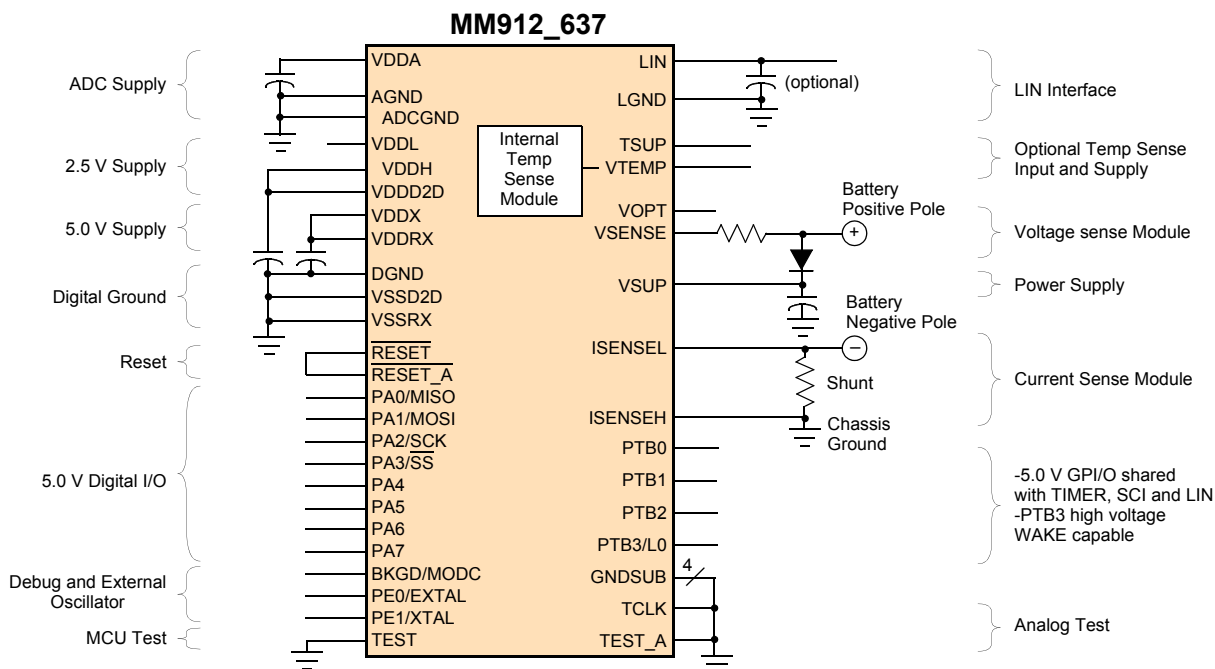 MM912_637
ADC Supply
2.5 V Supply
5.0 V Supply
Digital Ground
Reset
5.0 V Digital I/O
Debug and External
Oscillator
MCU Test
VDDA
AGND
ADCGND
VDDL
VDDH
VDDD2D
VDDX
VDDRX
DGND
VSSD2D
VSSRX
RESET
RESET_A
PA0/MISO
PA1/MOSI
PA2/SCK
PA3/SS
PA4
PA5
PA6
PA7
BKGD/MODC
PE0/EXTAL
PE1/XTAL
TEST
Internal
Temp
Sense
Module
LIN
LGND
TSUP
VTEMP
VOPT
VSENSE
VSUP
ISENSEL
ISENSEH
PTB0
PTB1
PTB2
PTB3/L0
GNDSUB
TCLK
TEST_A
(optional)
Battery
Positive Pole
+
Battery
Negative Pole
−
Shunt
Chassis
Ground
4
LIN Interface
Optional Temp Sense
Input and Supply
Voltage sense Module
Power Supply
Current Sense Module
-5.0 V GPI/O shared
with TIMER, SCI and LIN
-PTB3 high voltage
WAKE capable
Analog Test